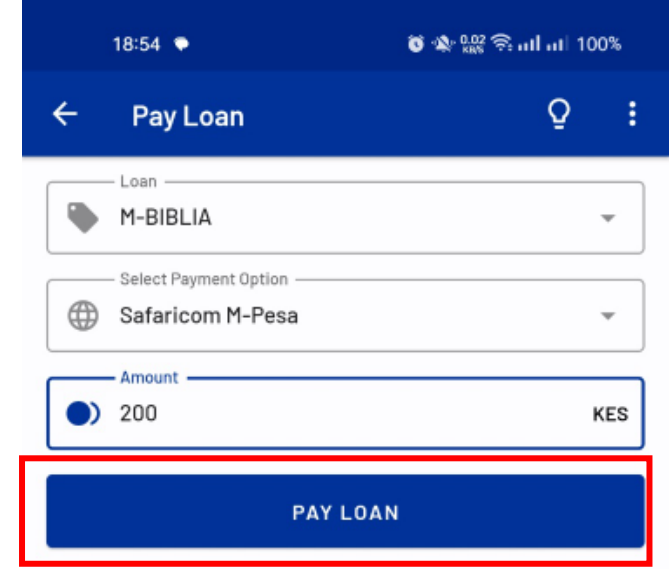 18:54
0.02
KB/S
100%
Pay Loan
Loan
M-BIBLIA
Select Payment Option
Safaricom M-Pesa
Amount
200
KES
PAY LOAN